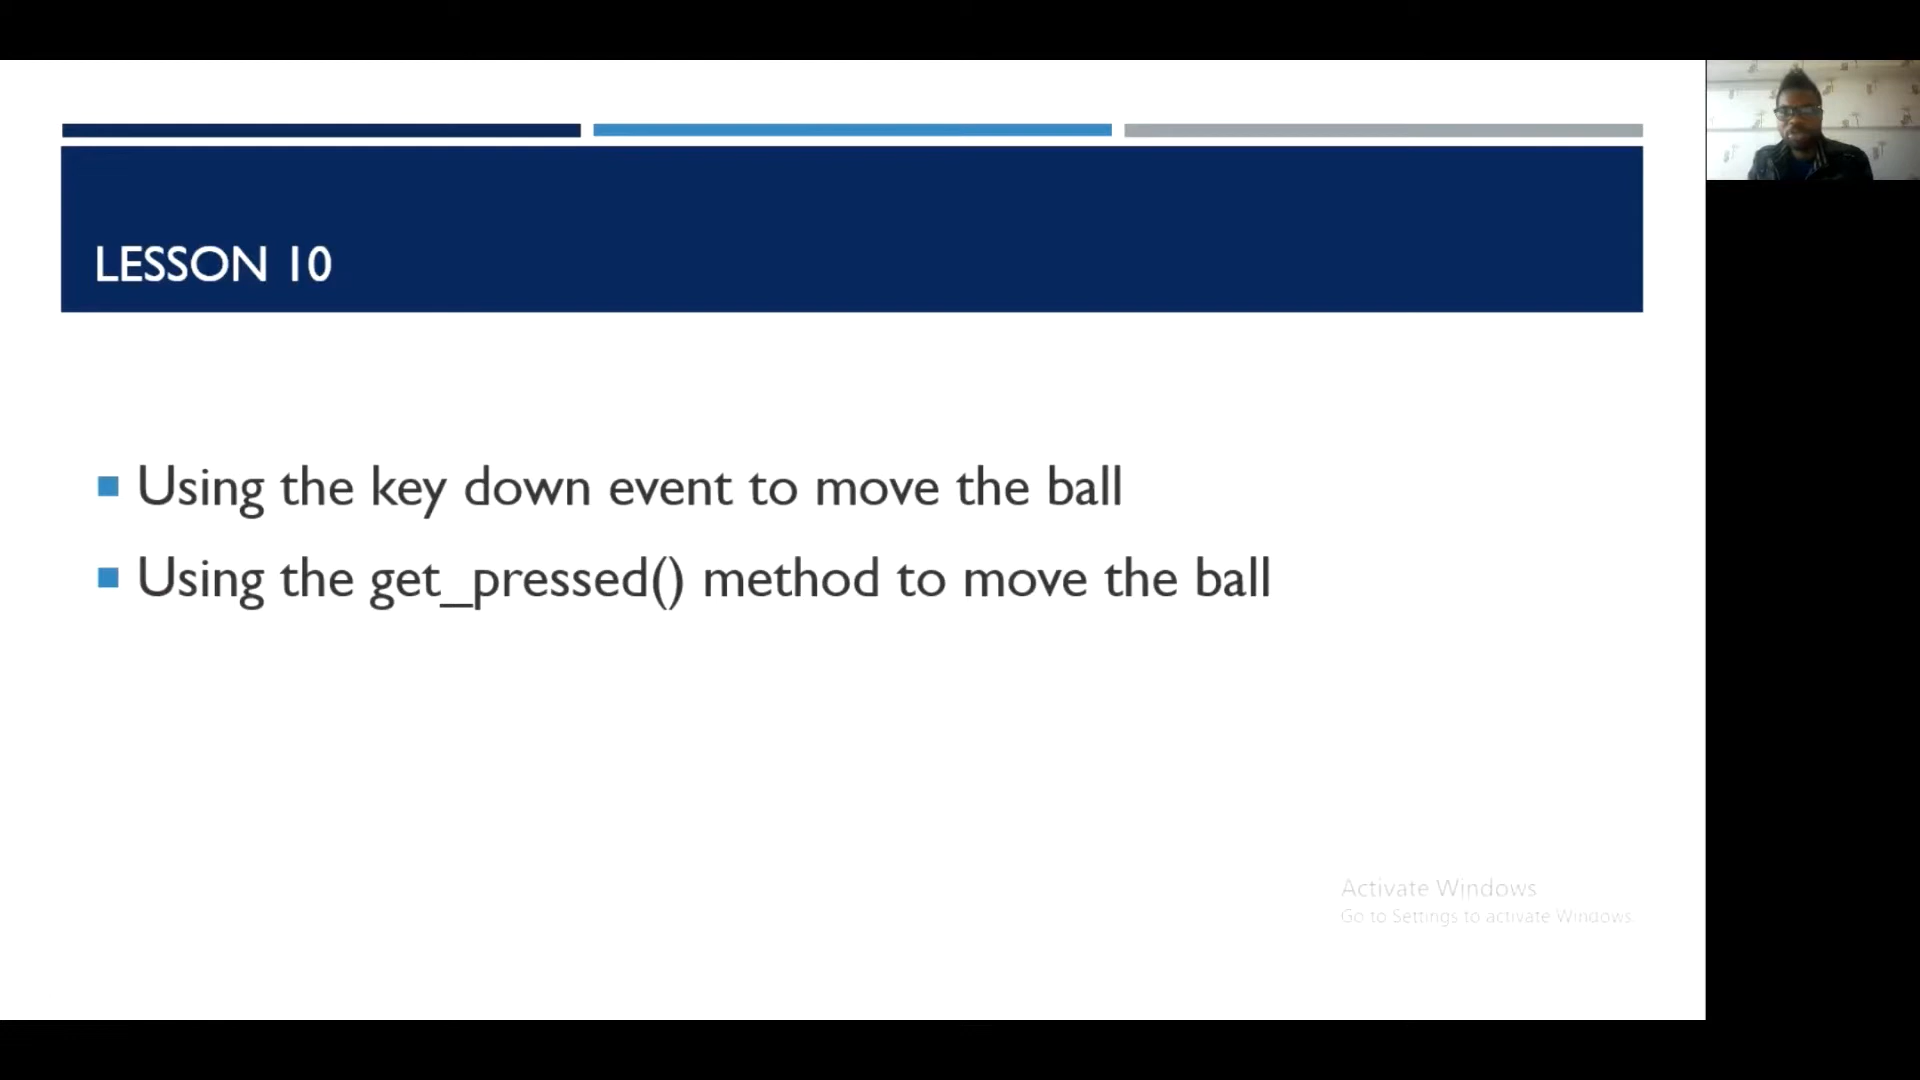 LESSON 10
Using the key down event to move the ball
Using the get_pressed() method to move the ball
Activate Windows
Go to Settings to activate Windows.